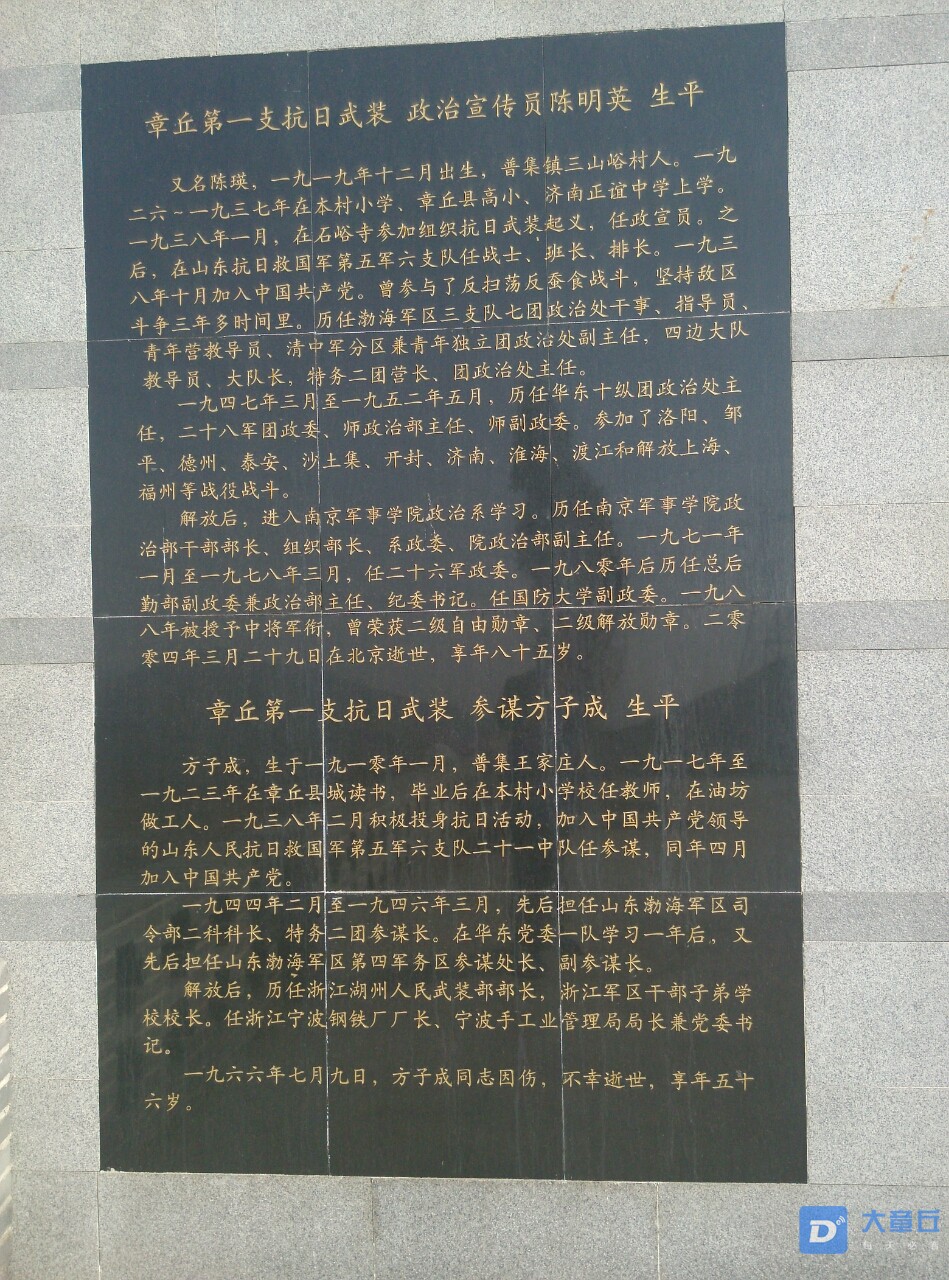 章丘第一支抗日武装 政治宣传员陈明英 生平
又名陈瑛，一九一九年十二月出生，普集镇三山峪村人。一九
二六~一九三七年在本村小学、章丘县高小、济南正谊中学上学。
一九三八年一月，在石峪寺参加组织抗日武装起义，任政宣员。之
后，在山东抗日救国军第五军六支队任战士、班长、排长。一九三
八年十月加入中国共产党。曾参与了反扫荡反蚕食战斗，坚持敌区
斗争三年多时间里。历任渤海军区三支队七团政治处干事、指导员、
青年营教导员、清中军分区兼青年独立团政治处副主任，四边大队
教导员、大队长，特务二团营长、团政治处主任。
一九四七年三月至一九五二年五月，历任华东十纵团政治处主
任，二十八军团政委、师政治部主任、师副政委。参加了洛阳、邹
平、德州、泰安、沙土集、开封、济南、淮海、渡江和解放上海、
福州等战役战斗。
解放后，进入南京军事学院政治系学习。历任南京军事学院政
治部干部部长、组织部长、系政委、院政治部副主任。一九七一年
一月至一九七八年三月，任二十六军政委。一九八零年后历任总后
勤部副政委兼政治部主任、纪委书记。任国防大学副政委。一九八
八年被授予中将军衔，曾荣获二级自由勋章、二级解放勋章。二零
零四年三月二十九日在北京逝世，享年八十五岁。
章丘第一支抗日武装 参谋方子成 生平
方子成，生于一九一零年一月，普集王家庄人。一九一七年至
一九二三年在章丘县城读书，毕业后在本村小学校任教师，在油坊
做工人。一九三八年二月积极投身抗日活动，加入中国共产党领导
的山东人民抗日救国军第五军六支队二十一中队任参谋，同年四月
加入中国共产党。
一九四四年二月至一九四六年三月，先后担任山东渤海军区司
令部二科科长、特务二团参谋长。在华东党委一队学习一年后，又
先后担任山东渤海军区第四军务区参谋处长、副参谋长。
解放后，历任浙江湖州人民武装部部长，浙江军区干部子弟学
校校长。任浙江宁波钢铁厂厂长、宁波手工业管理局局长兼党委书
记。
一九六六年七月九日，方子成同志因伤，不幸逝世，享年五十
六岁。
大章丘